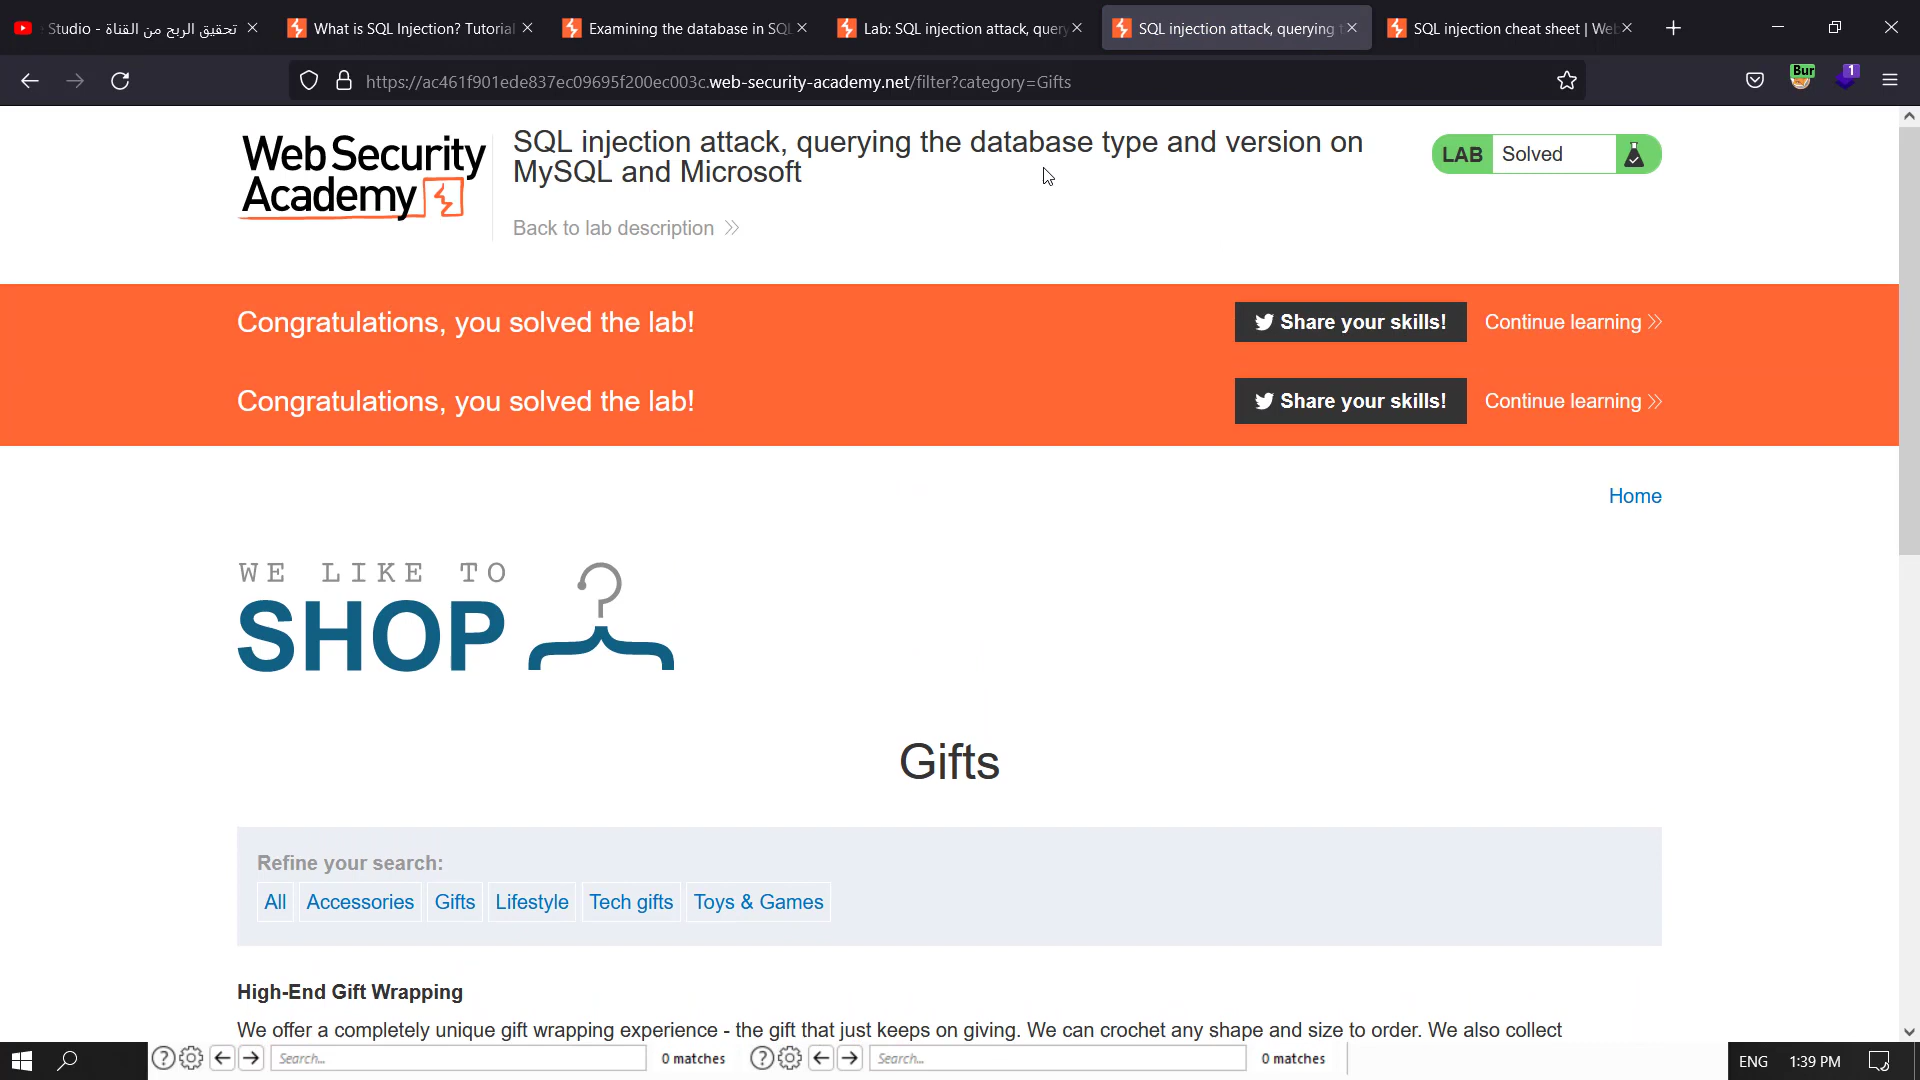 Studio - تحقيق الربح من القناة
What is SQL Injection? Tutorial
Examining the database in SQL
Lab: SQL injection attack, query
SQL injection attack, querying t
SQL injection cheat sheet | Web
https://ac461f901ede837ec09695f200ec003c.web-security-academy.net/filter?category=Gifts
Bur
1
WebSecurity
Academy
SQL injection attack, querying the database type and version on
MySQL and Microsoft
Back to lab description
LAB Solved
Congratulations, you solved the lab!
Share your skills!
Continue learning
Congratulations, you solved the lab!
Share your skills!
Continue learning
Home
WE LIKE TO
SHOP
Gifts
Refine your search:
All
Accessories
Gifts
Lifestyle
Tech gifts
Toys & Games
High-End Gift Wrapping
We offer a completely unique gift wrapping experience - the gift that just keeps on giving. We can crochet any shape and size to order. We also collect
Search...
0 matches
Search...
0 matches
ENG
1:39 PM